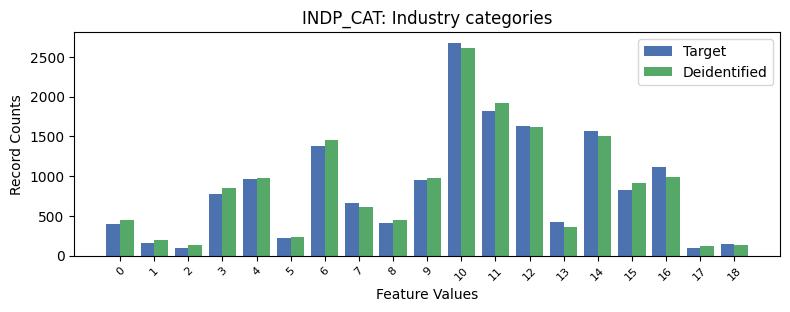 INDP_CAT: Industry categories
Target
Deidentified
Record Counts
2500
2000
1500
1000
500
0
0 1 2 3 4 5 6 7 8 9 10 11 12 13 14 15 16 17 18
Feature Values